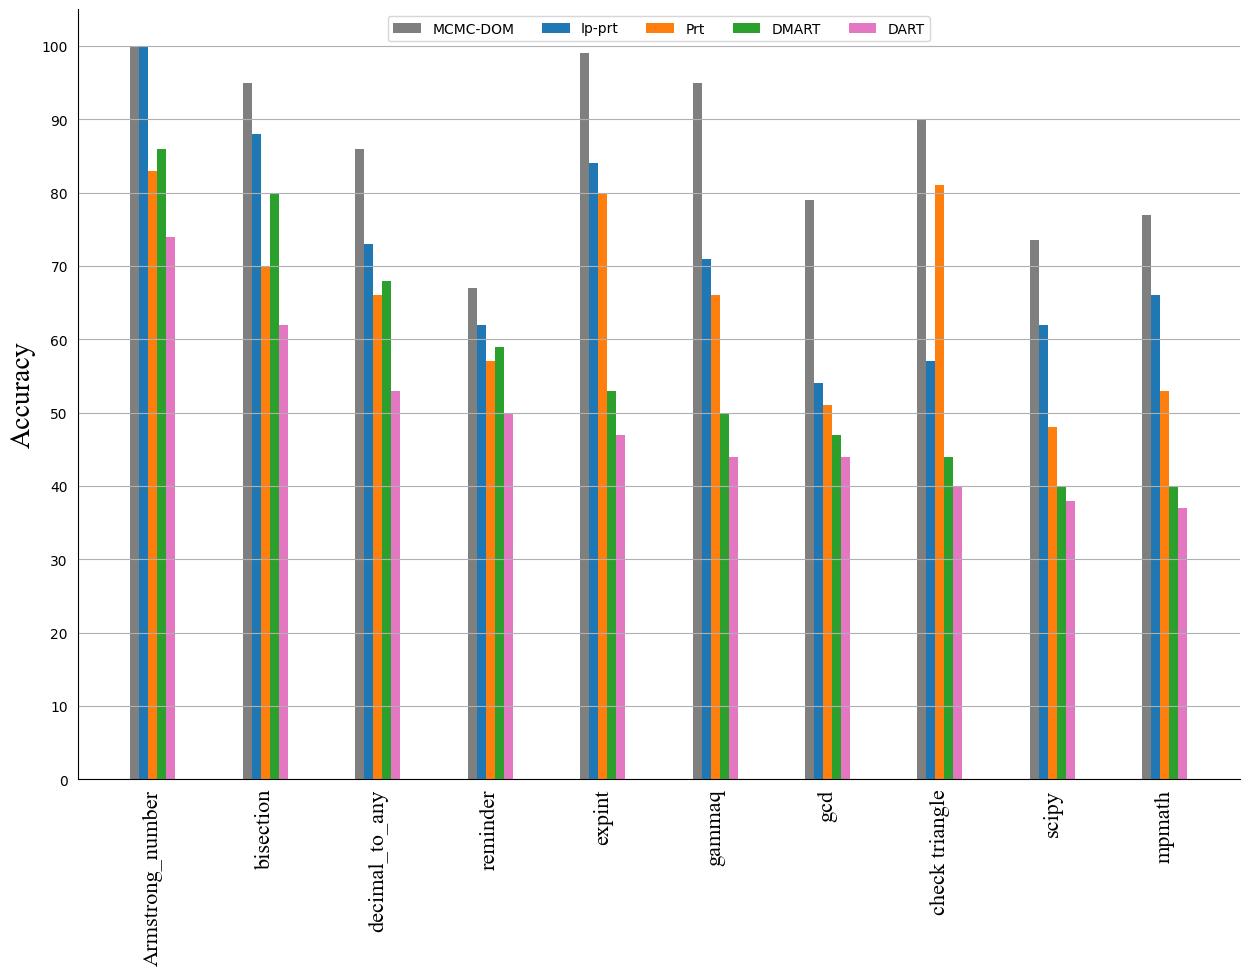 MCMC-DOM Ip-prt Prt DMART DART
100
90
80
70
60
50
40
30
20
10
0
Accuracy
Armstrong_number
bisection
decimal_to_any
reminder
expint
gammaq
gcd
check triangle
scipy
mpmath